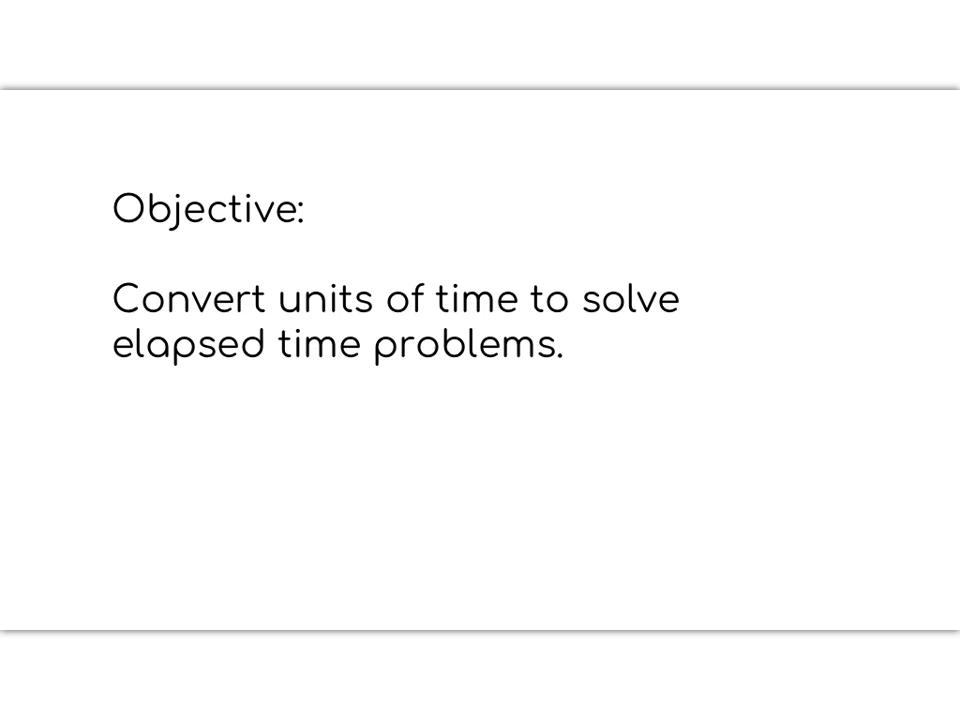 Objective:
Convert units of time to solve
elapsed time problems.